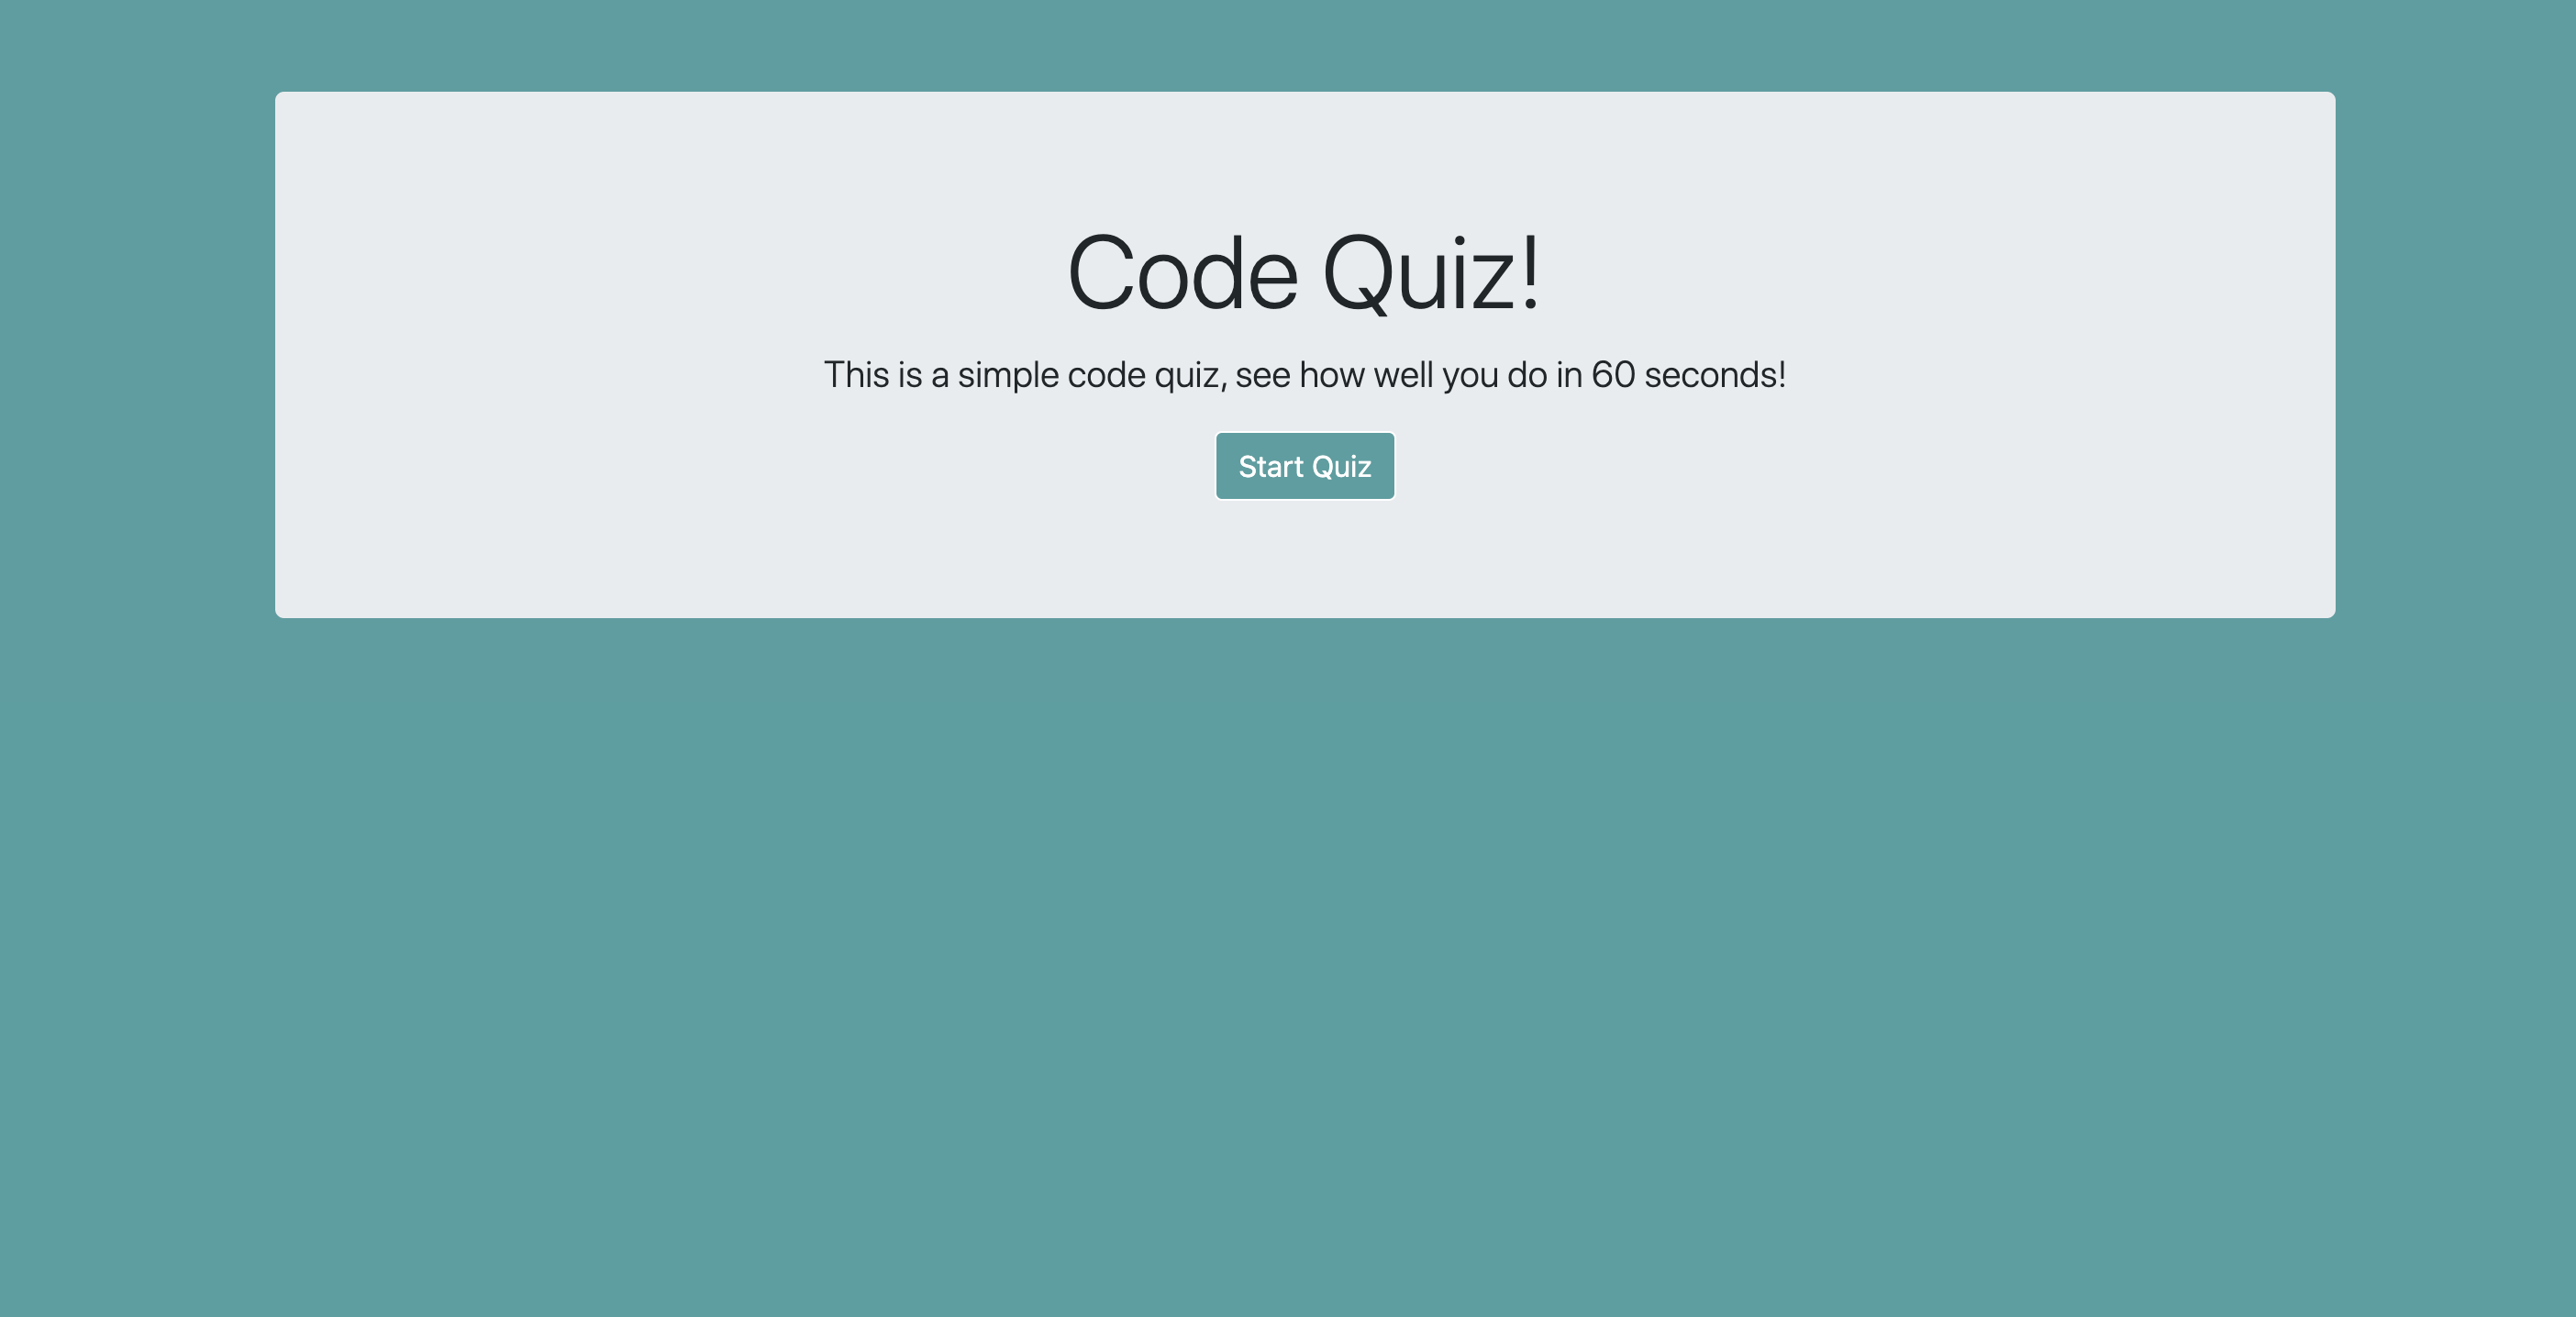 Code Quiz!
This is a simple code quiz, see how well you do in 60 seconds!
Start Quiz